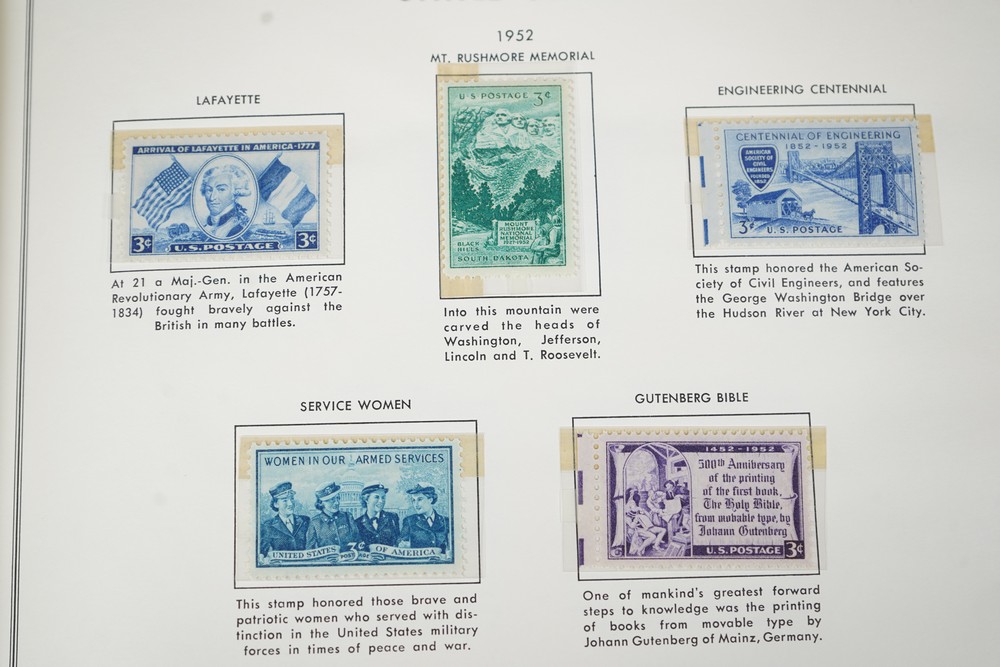 1952
MT. RUSHMORE MEMORIAL
LAFAYETTE
ENGINEERING CENTENNIAL
ARRIVAL OF LAFAYETTE IN AMERICA-1777
3¢ U.S. POSTAGE 3¢
At 21 a Maj.-Gen. in the American
Revolutionary Army, Lafayette (1757-
1834) fought bravely against the
British in many battles.
U S POSTAGE 3¢
MOUNT
RUSHMORE
NATIONAL
MEMORIAL
1927-1952
BLACK HILLS
SOUTH DAKOTA
Into this mountain were
carved the heads of
Washington, Jefferson,
Lincoln and T. Roosevelt.
CENTENNIAL OF ENGINEERING
1852-1952
AMERICAN
SOCIETY OF
CIVIL
ENGINEERS
FOUNDED
1852
3¢ U.S. POSTAGE
This stamp honored the American So-
ciety of Civil Engineers, and features
the George Washington Bridge over
the Hudson River at New York City.
SERVICE WOMEN
GUTENBERG BIBLE
WOMEN IN OUR ARMED SERVICES
UNITED STATES 3¢ POSTAGE OF AMERICA
This stamp honored those brave and
patriotic women who served with dis-
tinction in the United States military
forces in times of peace and war.
1452-1952
500th Anniversary
of the printing
of the first book,
The Holy Bible,
from movable type, by
Johann Gutenberg
U.S. POSTAGE 3¢
One of mankind's greatest forward
steps to knowledge was the printing
of books from movable type by
Johann Gutenberg of Mainz, Germany.